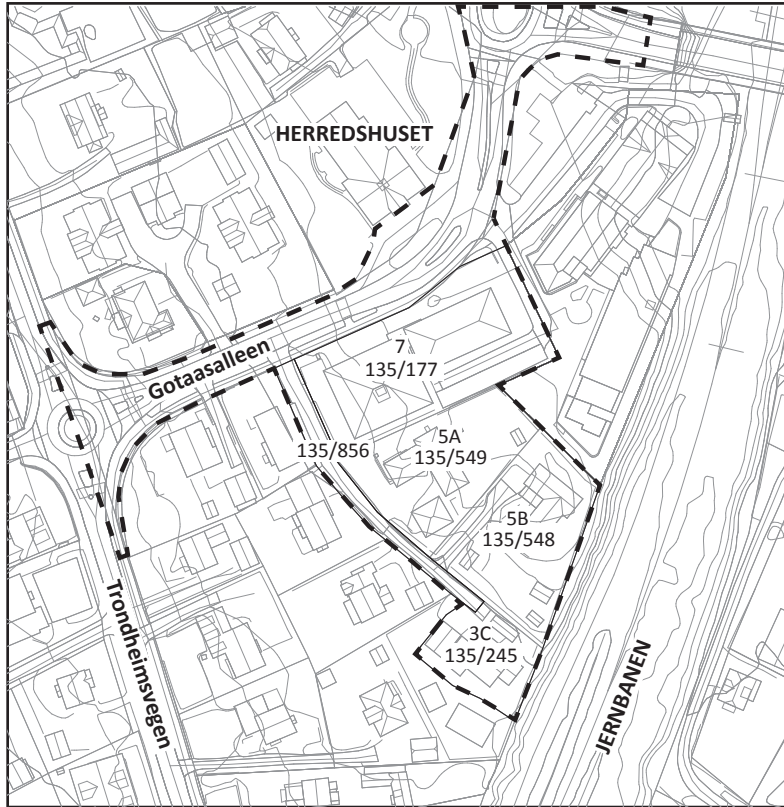 HERREDSHUSET
Gotaasalleen
7
135/177
135/856
5A
135/549
5B
135/548
3C
135/245
Trondheimsvegen
JERNBANEN